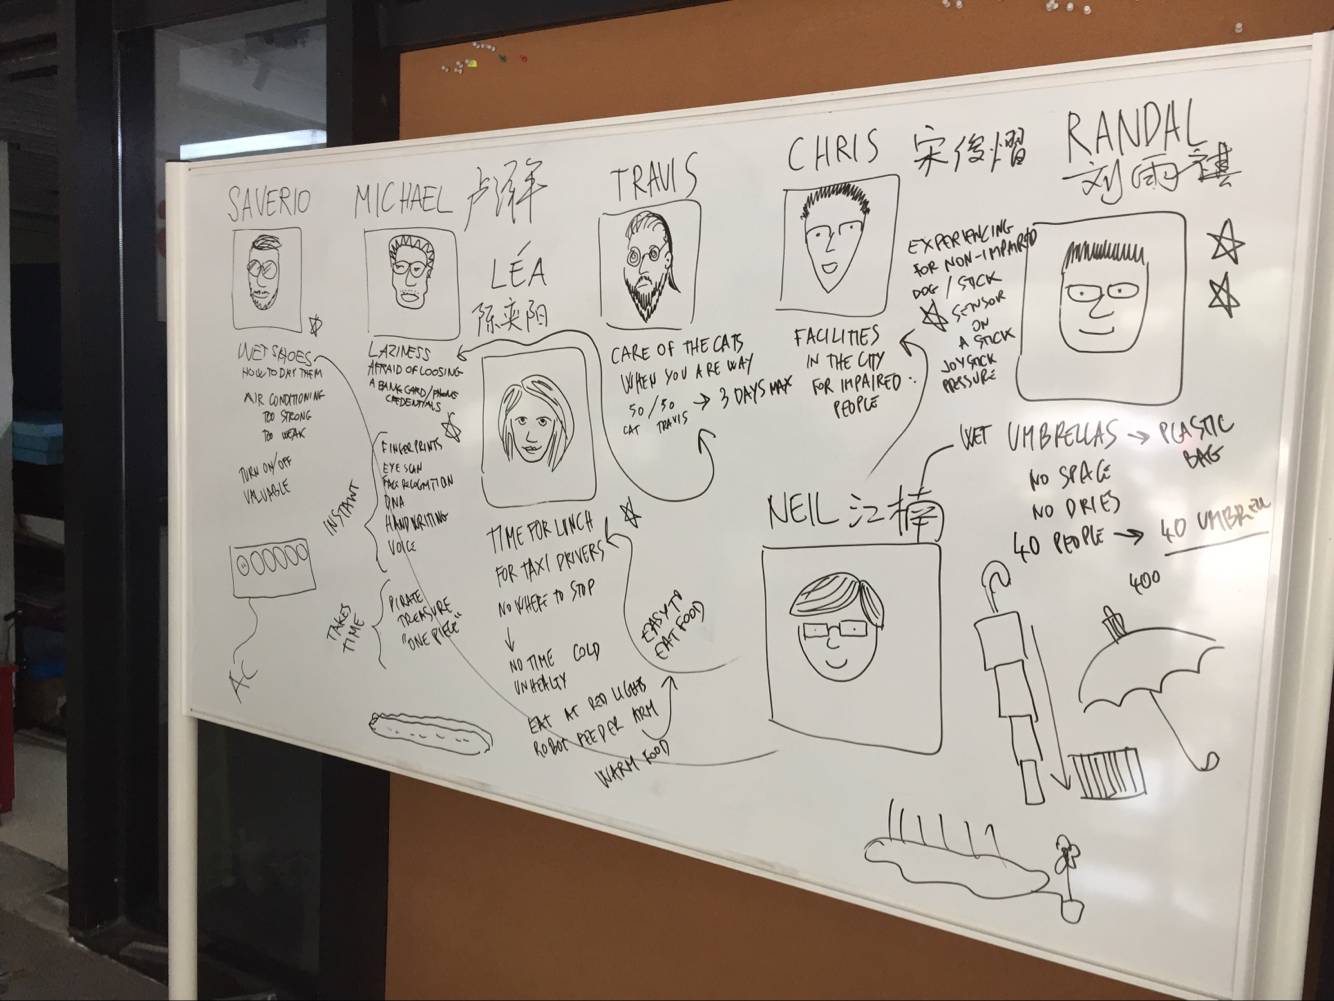 SAVERIO
WET SHOES
HOW TO DRY THEM
AIR CONDITIONING
TOO STRONG
TOO WEAK
TURN ON/OFF
VALUABLE
AC
MICHAEL 卢泽军
LAZINESS
AFRAID OF LOOSING
A BANK CARD/PHONE
CREDENTIALS
INSTANT
FINGERPRINTS
EYE SCAN
FACE RECOGNITION
DNA
HANDWRITING
VOICE
TAKES
TIME
PIRATE
TREASURE
"ONE PIECE"
LÉA
陈奕阳
TIME FOR LUNCH
FOR TAXI DRIVERS
NO WHERE TO STOP
NO TIME COLD
UNHEALTY
EAT AT RED LIGHTS
ROBOT FEEDER ARM
WARM FOOD
EASY TO
EAT FOOD
TRAVIS
CARE OF THE CATS
WHEN YOU ARE WAY
50/50 → 3 DAYS MAX
CAT TRAVIS
CHRIS 宋俊熠
FACILITIES
IN THE CITY
FOR IMPAIRED
PEOPLE
EXPERIENCING
FOR NON-IMPAIRED
DOG / STICK
SENSOR
ON
A STICK
JOYSTICK
PRESSURE
NEIL 江楠
RANDAL
刘雨祺
WET UMBRELLAS → PLASTIC
BAG
NO SPACE
NO DRIES
40 PEOPLE → 40 UMBREL
400